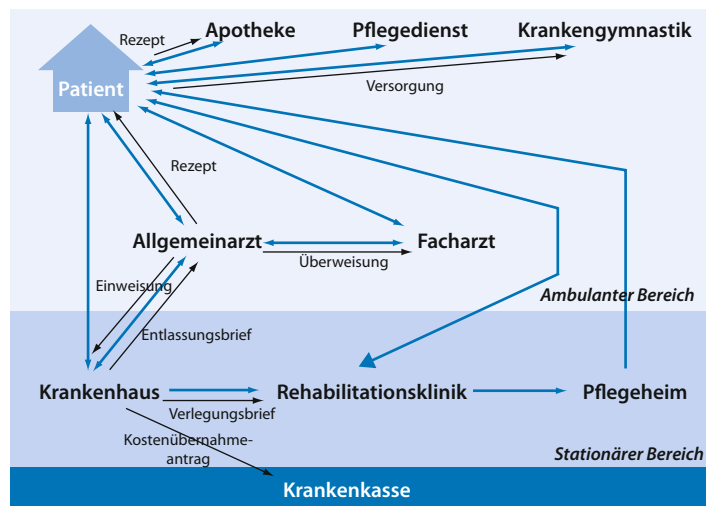 Rezept
Apotheke
Pflegedienst
Krankengymnastik
Patient
Versorgung
Rezept
Allgemeinarzt
Facharzt
Überweisung
Einweisung
Ambulanter Bereich
Entlassungsbrief
Krankenhaus
Rehabilitationsklinik
Pflegeheim
Verlegungsbrief
Kostenübernahme-
antrag
Stationärer Bereich
Krankenkasse